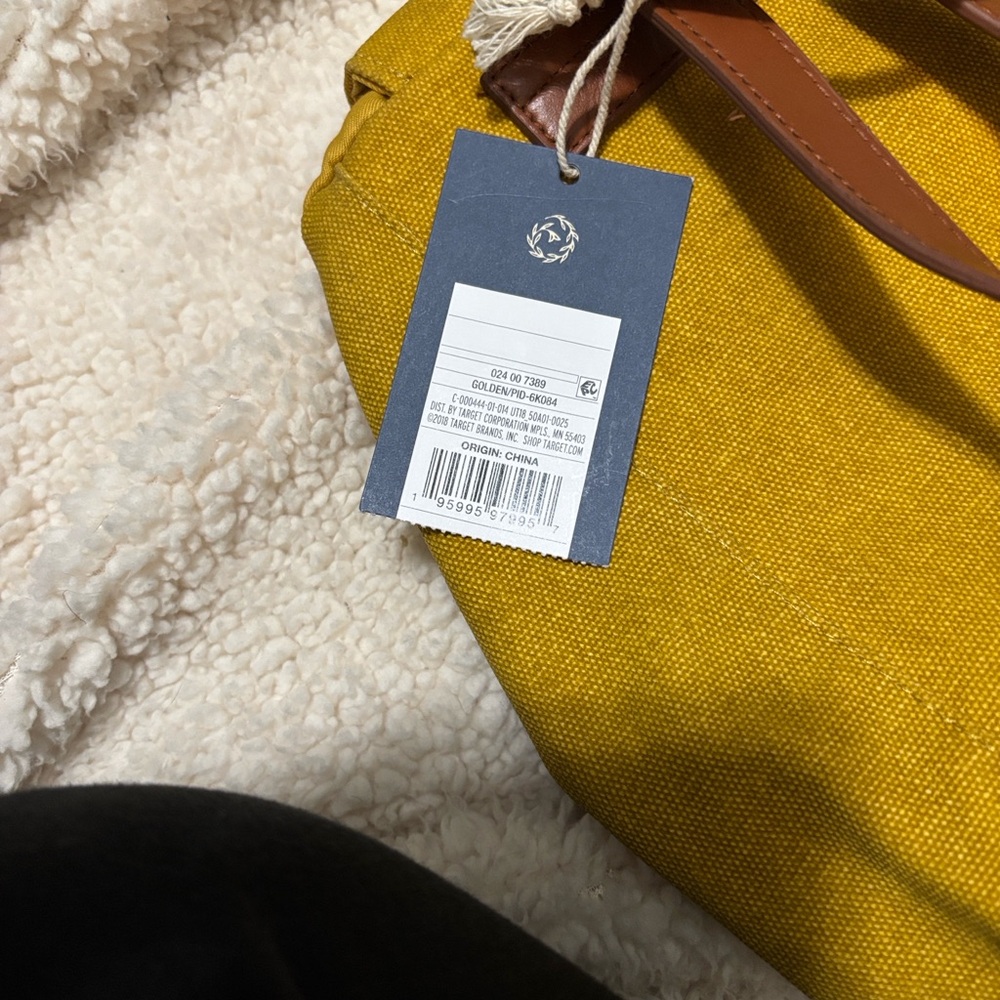 024 00 7389
GOLDEN/PID-6K084
C-000444-01-014 UT18 50A01-0025
DIST. BY TARGET CORPORATION MPLS., MN 55403
©2018 TARGET BRANDS, INC. SHOP TARGET.COM
ORIGIN: CHINA
1 95995 97995 7